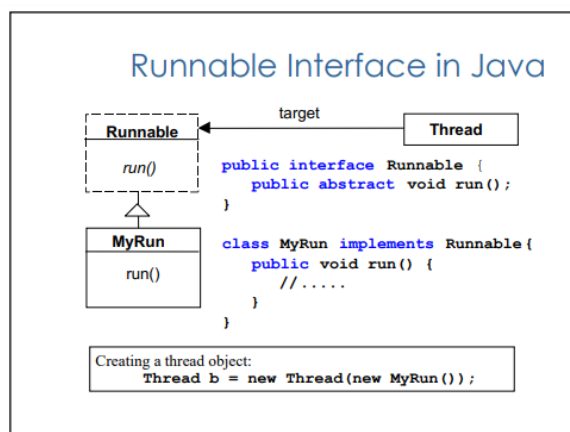 Runnable Interface in Java
target
Runnable
Thread
run()
public interface Runnable {
public abstract void run();
}
MyRun
run()
class MyRun implements Runnable{
public void run() {
//.....
}
}
Creating a thread object:
Thread b = new Thread(new MyRun());